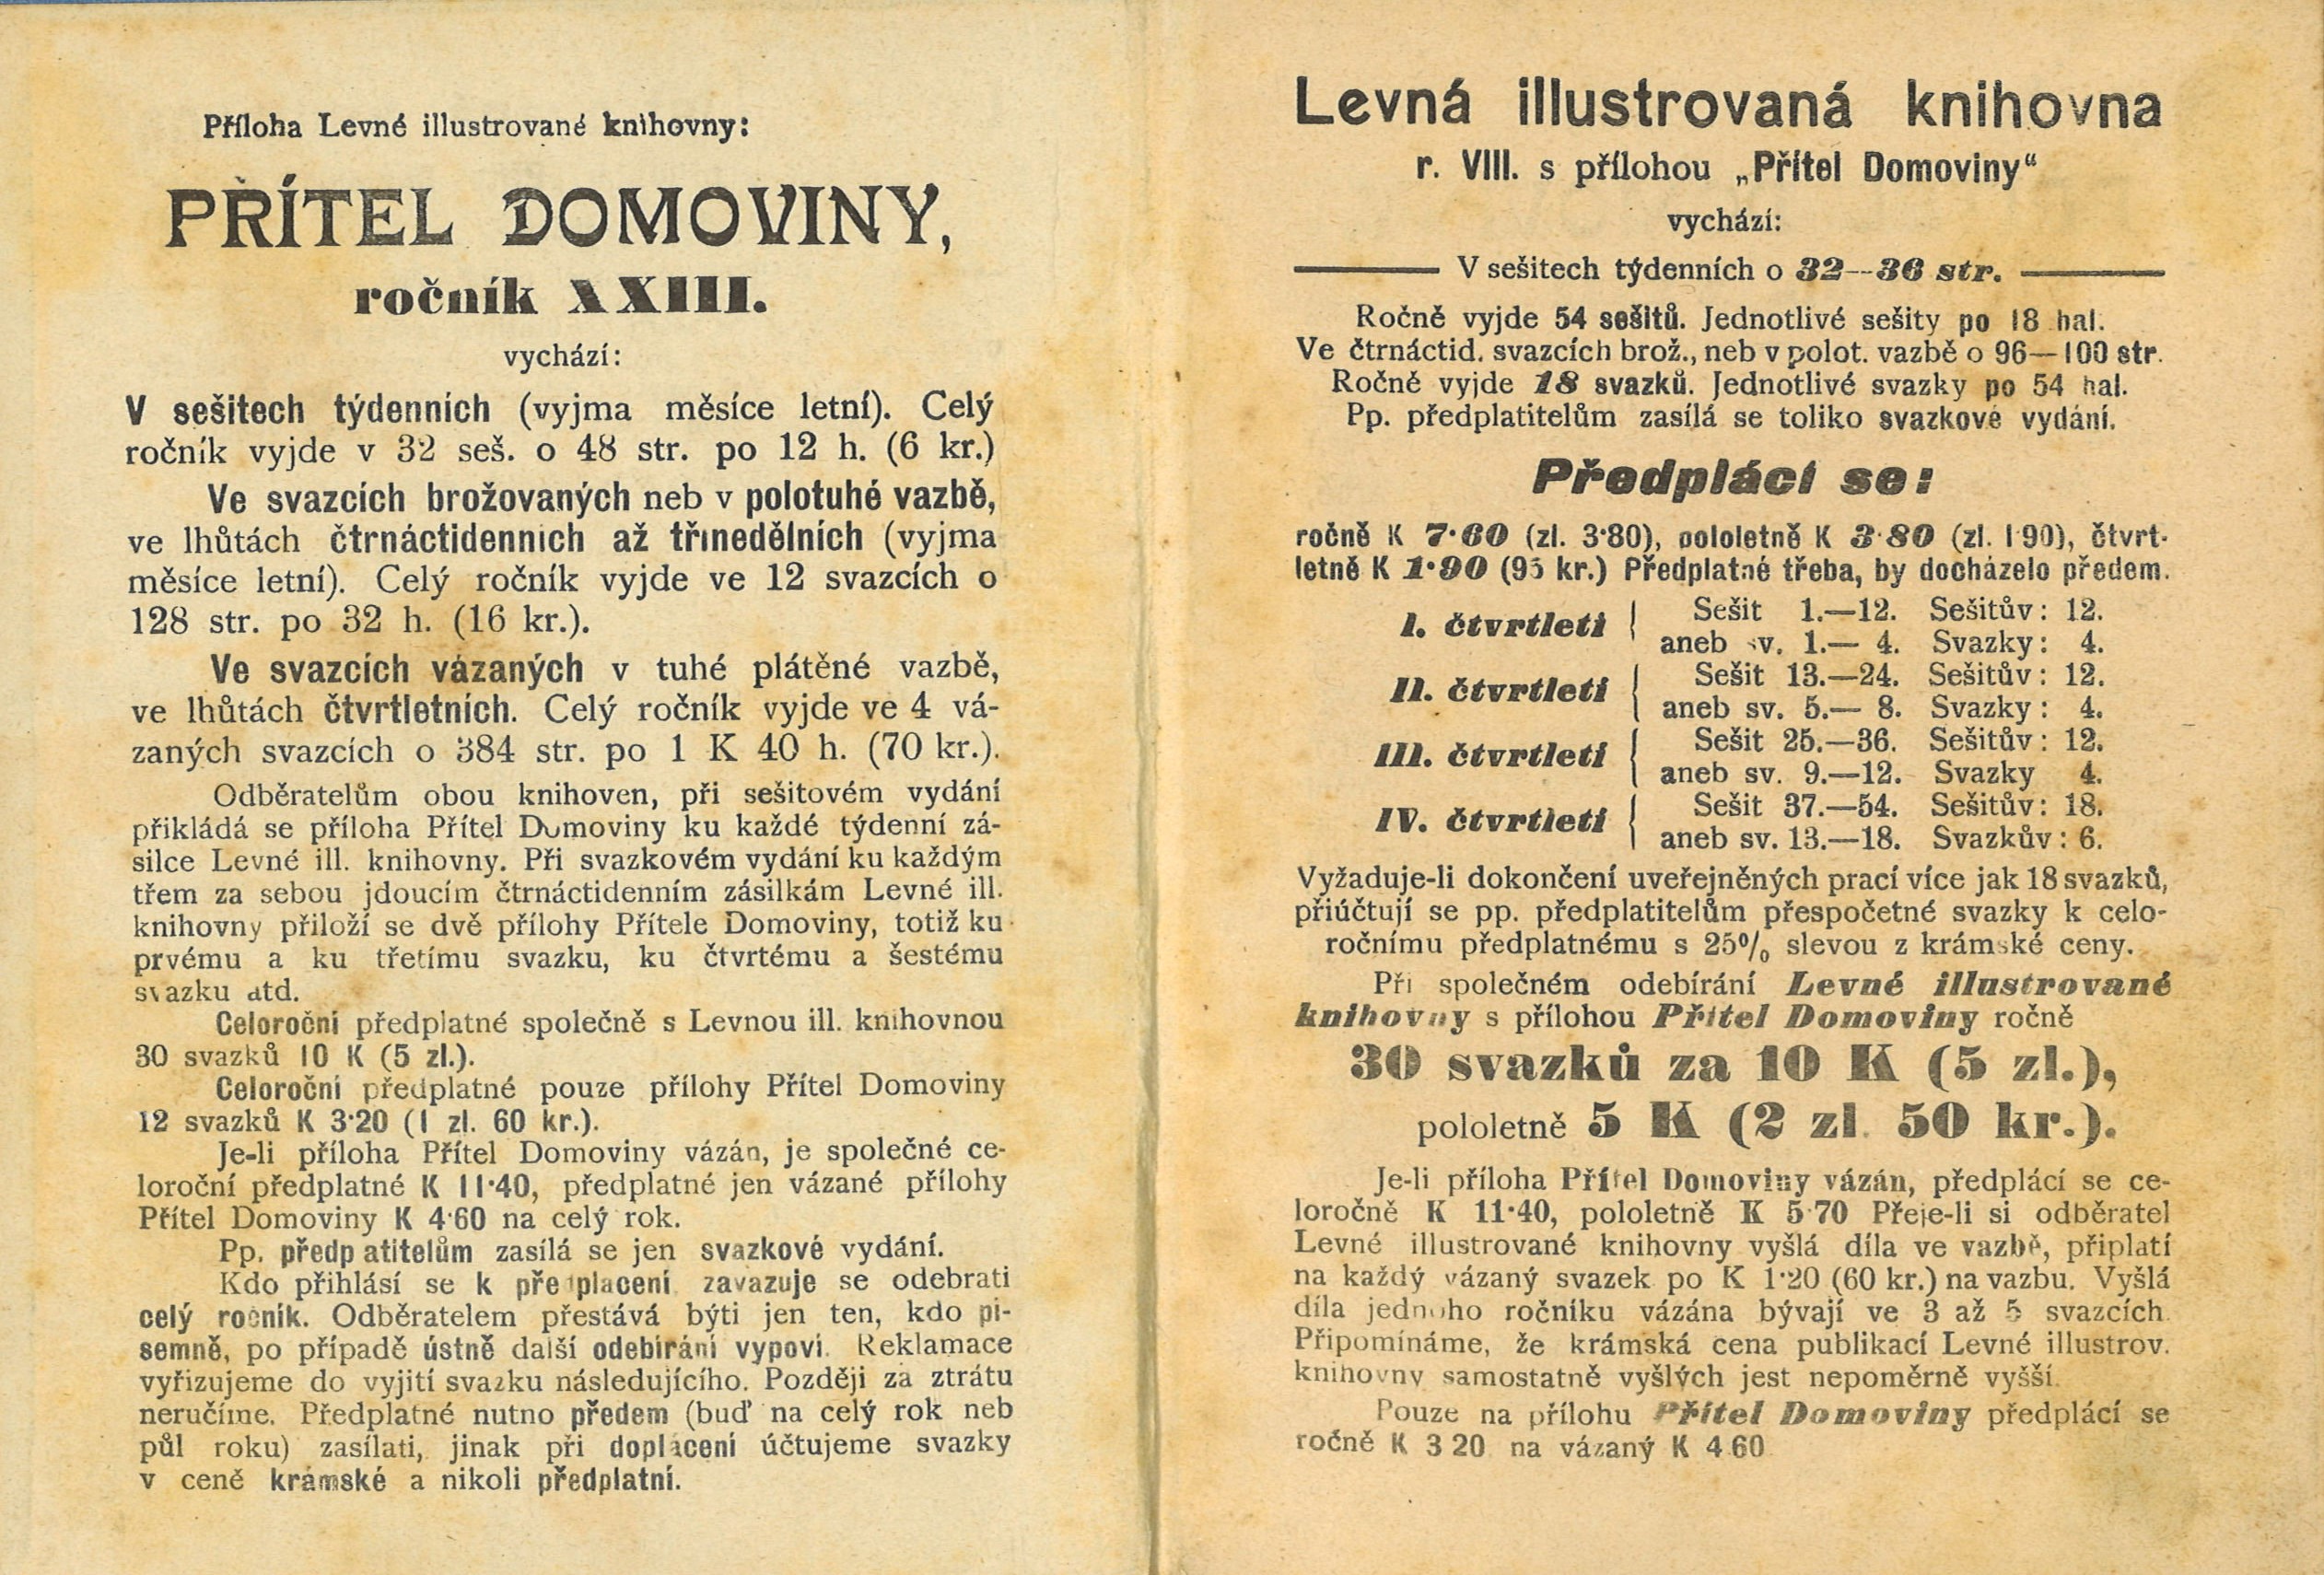 Příloha Levné illustrované knihovny:
PŘÍTEL DOMOVINY,
ročník XXIII.
vychází:
V sešitech týdenních (vyjma měsíce letní). Celý
ročník vyjde v 32 seš. o 48 str. po 12 h. (6 kr.)
Ve svazcích brožovaných neb v polotuhé vazbě,
ve lhůtách čtrnáctidenních až třínedělních (vyjma
měsíce letní). Celý ročník vyjde ve 12 svazcích o
128 str. po 32 h. (16 kr.).
Ve svazcích vázaných v tuhé plátěné vazbě,
ve lhůtách čtvrtletních. Celý ročník vyjde ve 4 vá-
zaných svazcích o 384 str. po 1 K 40 h. (70 kr.).
Odběratelům obou knihoven, při sešitovém vydání
přikládá se příloha Přítel Domoviny ku každé týdenní zá-
silce Levné ill. knihovny. Při svazkovém vydání ku každým
třem za sebou jdoucím čtrnáctidenním zásilkám Levné ill.
knihovny přiloží se dvě přílohy Přítele Domoviny, totiž ku
prvému a ku třetímu svazku, ku čtvrtému a šestému
svazku atd.
Celoroční předplatné společně s Levnou ill. knihovnou
30 svazků 10 K (5 zl.).
Celoroční předplatné pouze přílohy Přítel Domoviny
12 svazků K 3·20 (1 zl. 60 kr.).
Je-li příloha Přítel Domoviny vázán, je společné ce-
loroční předplatné K 11·40, předplatné jen vázané přílohy
Přítel Domoviny K 4·60 na celý rok.
Pp. předplatitelům zasílá se jen svazkové vydání.
Kdo přihlásí se k předplacení zavazuje se odebrati
celý ročník. Odběratelem přestává býti jen ten, kdo pí-
semně, po případě ústně další odebírání vypoví. Reklamace
vyřizujeme do vyjití svazku následujícího. Později za ztrátu
neručíme. Předplatné nutno předem (buď na celý rok neb
půl roku) zasílati, jinak při doplácení účtujeme svazky
v ceně krámské a nikoli předplatní.
Levná illustrovaná knihovna
r. VIII. s přílohou „Přítel Domoviny“
vychází:
V sešitech týdenních o 32—36 str.
Ročně vyjde 54 sešitů. Jednotlivé sešity po 18 hal.
Ve čtrnáctid. svazcích brož., neb v polot. vazbě o 96—100 str.
Ročně vyjde 18 svazků. Jednotlivé svazky po 54 hal.
Pp. předplatitelům zasílá se toliko svazkové vydání.
Předplácí se:
ročně K 7·60 (zl. 3·80), pololetně K 3·80 (zl. 1·90), čtvrt-
letně K 1·90 (95 kr.) Předplatné třeba, by docházelo předem.
I. čtvrtletí { Sešit 1.—12. Sešitův: 12.
aneb sv. 1.— 4. Svazky: 4.
II. čtvrtletí { Sešit 13.—24. Sešitův: 12.
aneb sv. 5.— 8. Svazky: 4.
III. čtvrtletí { Sešit 25.—36. Sešitův: 12.
aneb sv. 9.—12. Svazky 4.
IV. čtvrtletí { Sešit 37.—54. Sešitův: 18.
aneb sv. 13.—18. Svazkův: 6.
Vyžaduje-li dokončení uveřejněných prací více jak 18 svazků,
přiúčtují se pp. předplatitelům přespočetné svazky k celo-
ročnímu předplatnému s 25% slevou z krámské ceny.
Při společném odebírání Levné illustrované
knihovny s přílohou Přítel Domoviny ročně
30 svazků za 10 K (5 zl.),
pololetně 5 K (2 zl. 50 kr.).
Je-li příloha Přítel Domoviny vázán, předplácí se ce-
loročně K 11·40, pololetně K 5·70 Přeje-li si odběratel
Levné illustrované knihovny vyšlá díla ve vazbě, připlatí
na každý vázaný svazek po K 1·20 (60 kr.) na vazbu. Vyšlá
díla jednoho ročníku vázána bývají ve 3 až 5 svazcích
Připomínáme, že krámská cena publikací Levné illustrov.
knihovny samostatně vyšlých jest nepoměrně vyšší.
Pouze na přílohu Přítel Domoviny předplácí se
ročně K 3 20 na vázaný K 4 60